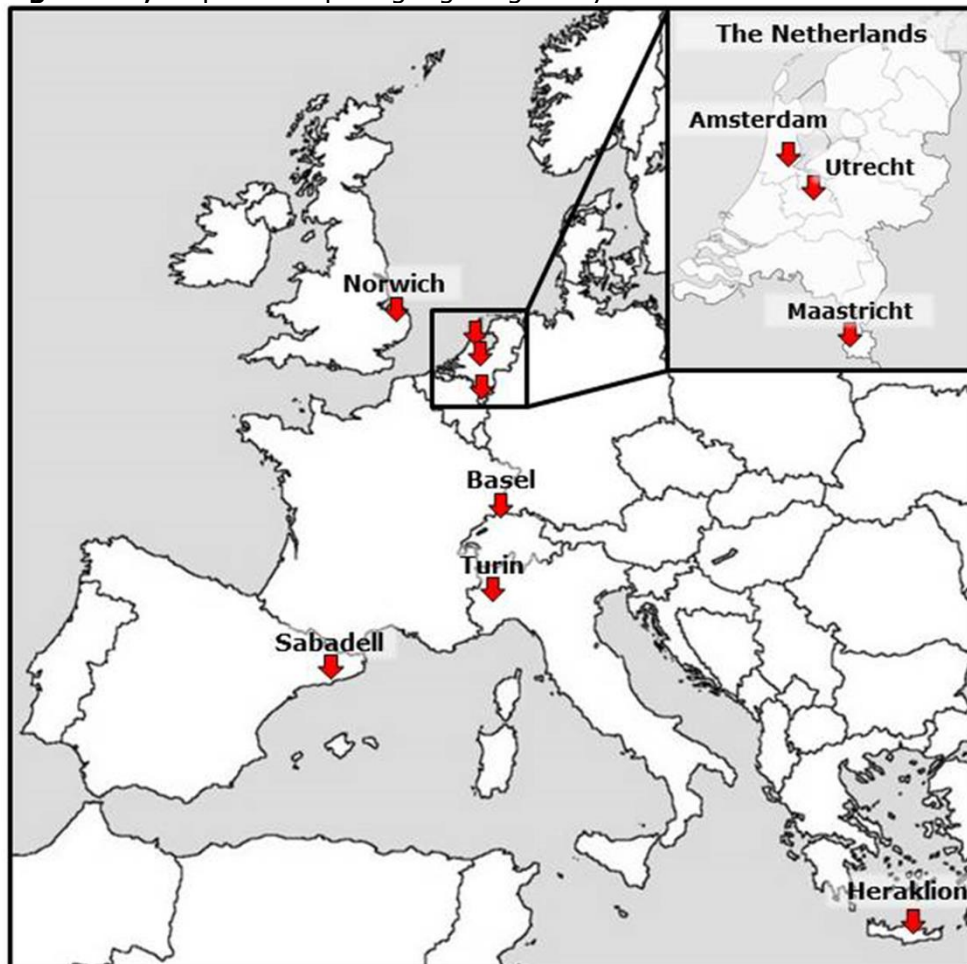 The Netherlands
Amsterdam
Utrecht
Norwich
Maastricht
Basel
Turin
Sabadell
Heraklion